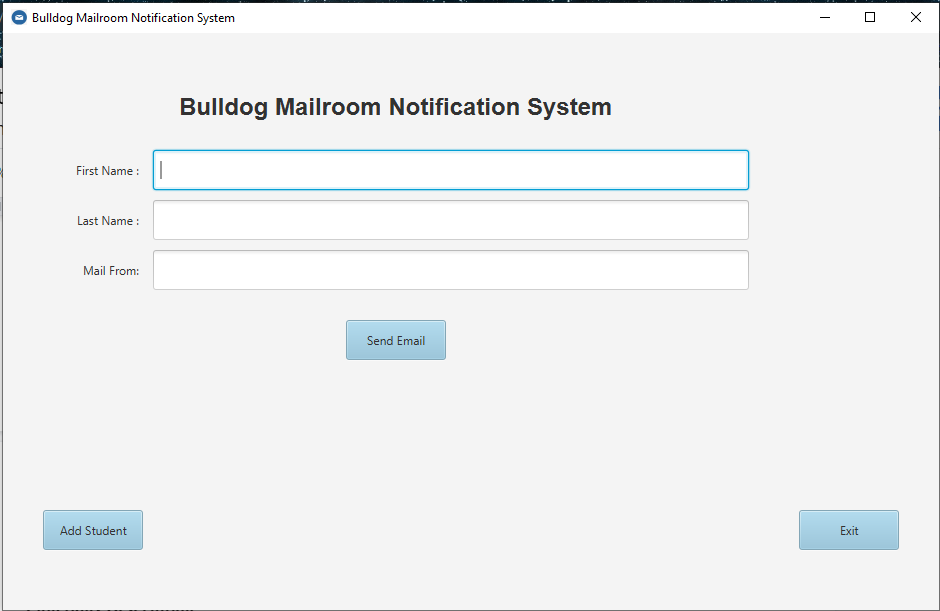 Bulldog Mailroom Notification System
Bulldog Mailroom Notification System
First Name :
Last Name :
Mail From:
Send Email
Add Student
Exit